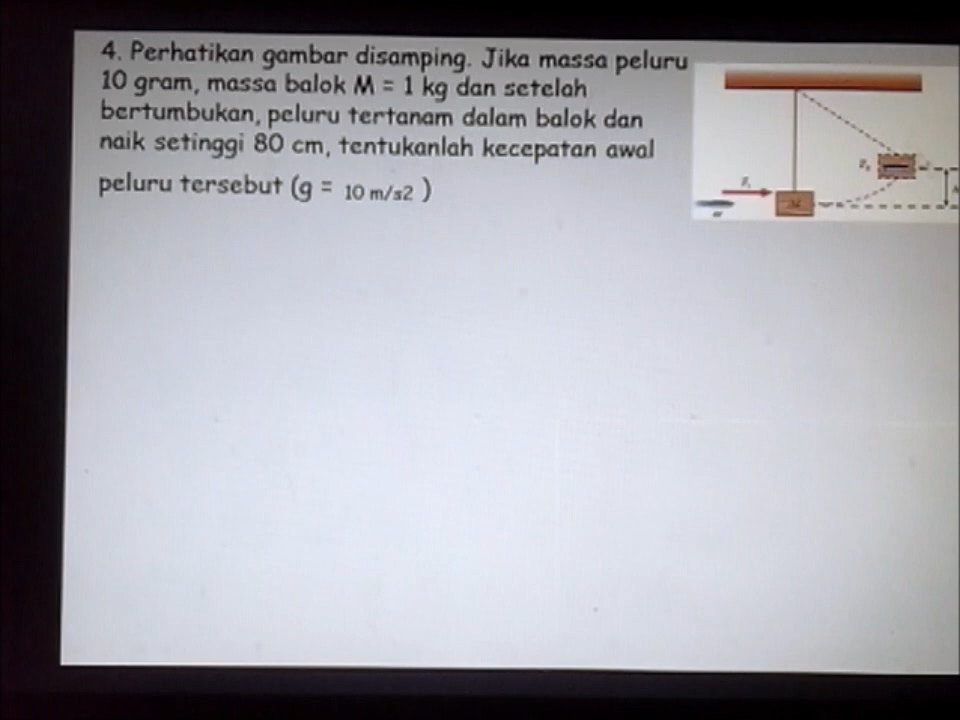 4. Perhatikan gambar disamping. Jika massa peluru
10 gram, massa balok M = 1 kg dan setelah
bertumbukan, peluru tertanam dalam balok dan
naik setinggi 80 cm, tentukanlah kecepatan awal
peluru tersebut (g = 10 m/s2 )
M